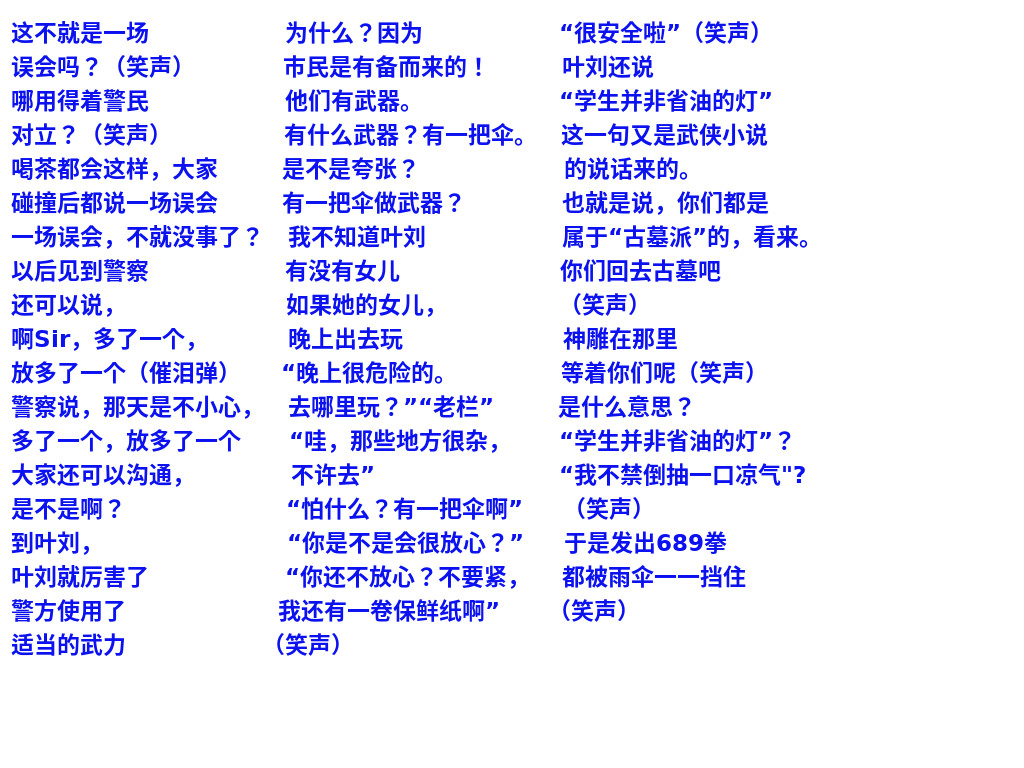 这不就是一场
误会吗？（笑声）
哪用得着警民
对立？（笑声）
喝茶都会这样，大家
碰撞后都说一场误会
一场误会，不就没事了？
以后见到警察
还可以说，
啊Sir，多了一个，
放多了一个（催泪弹）
警察说，那天是不小心，
多了一个，放多了一个
大家还可以沟通，
是不是啊？
到叶刘，
叶刘就厉害了
警方使用了
适当的武力
为什么？因为
市民是有备而来的！
他们有武器。
有什么武器？有一把伞。
是不是夸张？
有一把伞做武器？
我不知道叶刘
有没有女儿
如果她的女儿，
晚上出去玩
“晚上很危险的。
去哪里玩？”“老栏”
“哇，那些地方很杂，
不许去”
“怕什么？有一把伞啊”
“你是不是会很放心？”
“你还不放心？不要紧，
我还有一卷保鲜纸啊”
（笑声）
“很安全啦”（笑声）
叶刘还说
“学生并非省油的灯”
这一句又是武侠小说
的说话来的。
也就是说，你们都是
属于“古墓派”的，看来。
你们回去古墓吧
（笑声）
神雕在那里
等着你们呢（笑声）
是什么意思？
“学生并非省油的灯”？
“我不禁倒抽一口凉气"?
（笑声）
于是发出689拳
都被雨伞一一挡住
（笑声）